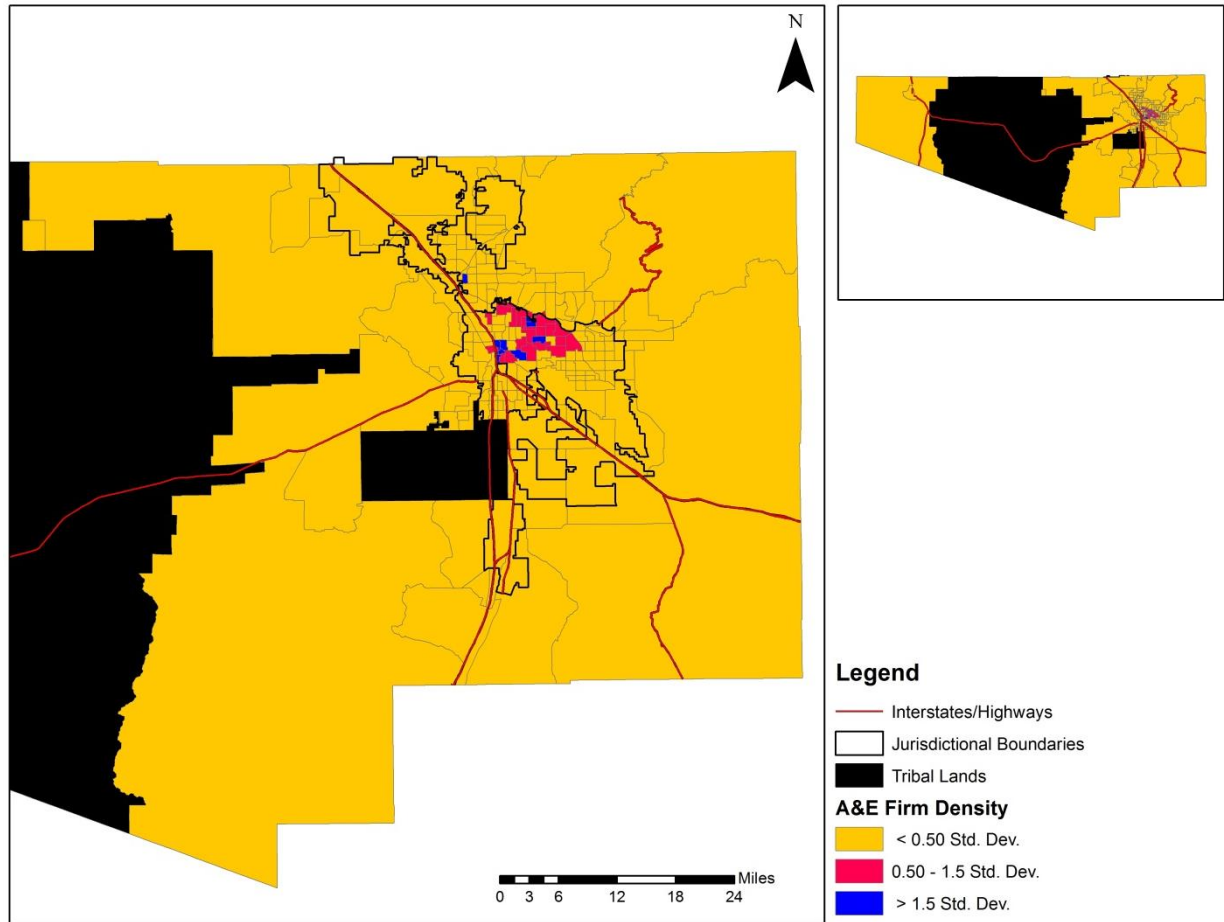 N
Miles
0 3 6 12 18 24
Legend
Interstates/Highways
Jurisdictional Boundaries
Tribal Lands
A&E Firm Density
< 0.50 Std. Dev.
0.50 - 1.5 Std. Dev.
> 1.5 Std. Dev.